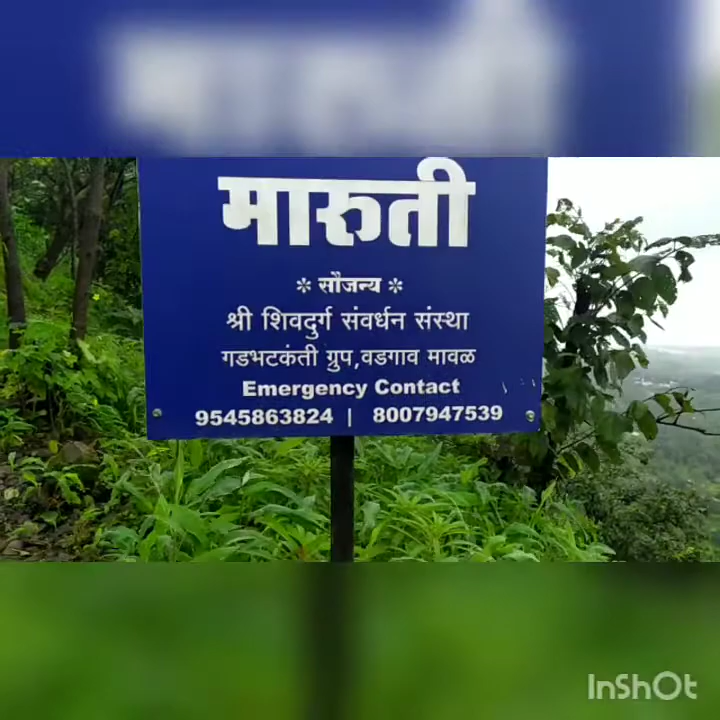 मारुती
* सौजन्य *
श्री शिवदुर्ग संवर्धन संस्था
गडभटकंती ग्रुप,वडगाव मावळ
Emergency Contact
9545863824 | 8007947539
InShOt